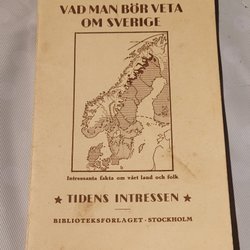 VAD MAN BÖR VETA
OM SVERIGE
Intressanta fakta om vårt land och folk
★ TIDENS INTRESSEN ★
BIBLIOTEKSFÖRLAGET · STOCKHOLM